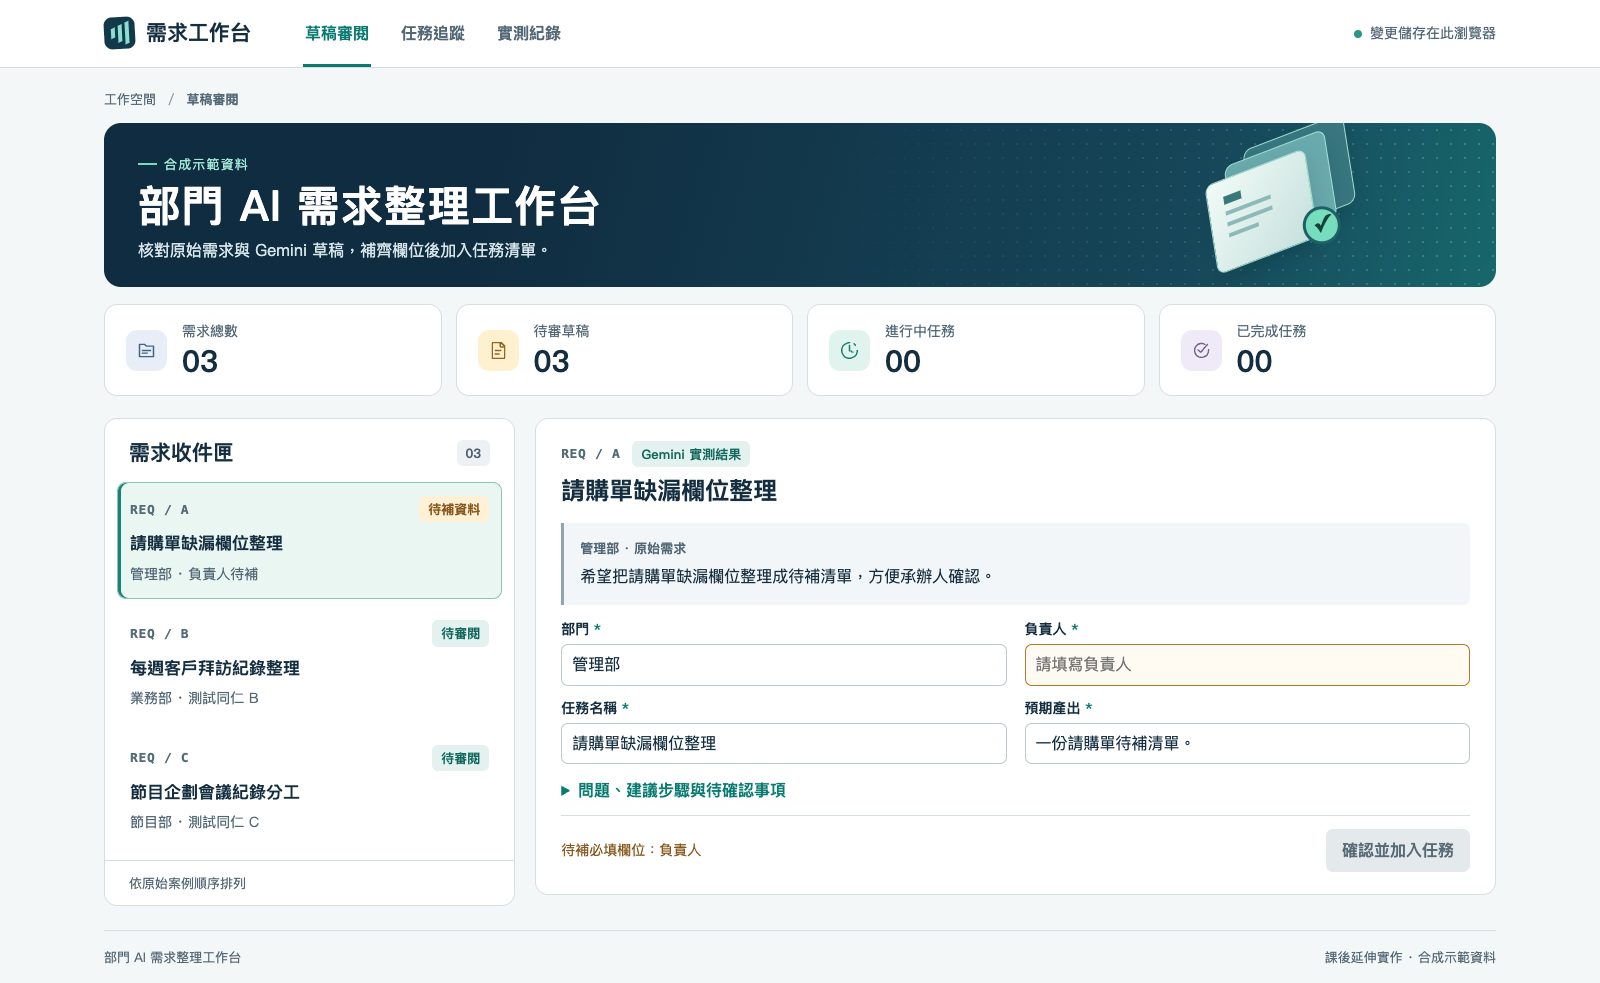 需求工作台
草稿審閱
任務追蹤
實測紀錄
變更儲存在此瀏覽器
工作空間 / 草稿審閱
合成示範資料
部門 AI 需求整理工作台
核對原始需求與 Gemini 草稿，補齊欄位後加入任務清單。
需求總數
03
待審草稿
03
進行中任務
00
已完成任務
00
需求收件匣
03
REQ / A
待補資料
請購單缺漏欄位整理
管理部 · 負責人待補
REQ / B
待審閱
每週客戶拜訪紀錄整理
業務部 · 測試同仁 B
REQ / C
待審閱
節目企劃會議紀錄分工
節目部 · 測試同仁 C
依原始案例順序排列
REQ / A
Gemini 實測結果
請購單缺漏欄位整理
管理部 · 原始需求
希望把請購單缺漏欄位整理成待補清單，方便承辦人確認。
部門 *
管理部
負責人 *
請填寫負責人
任務名稱 *
請購單缺漏欄位整理
預期產出 *
一份請購單待補清單。
問題、建議步驟與待確認事項
待補必填欄位：負責人
確認並加入任務
部門 AI 需求整理工作台
課後延伸實作 · 合成示範資料